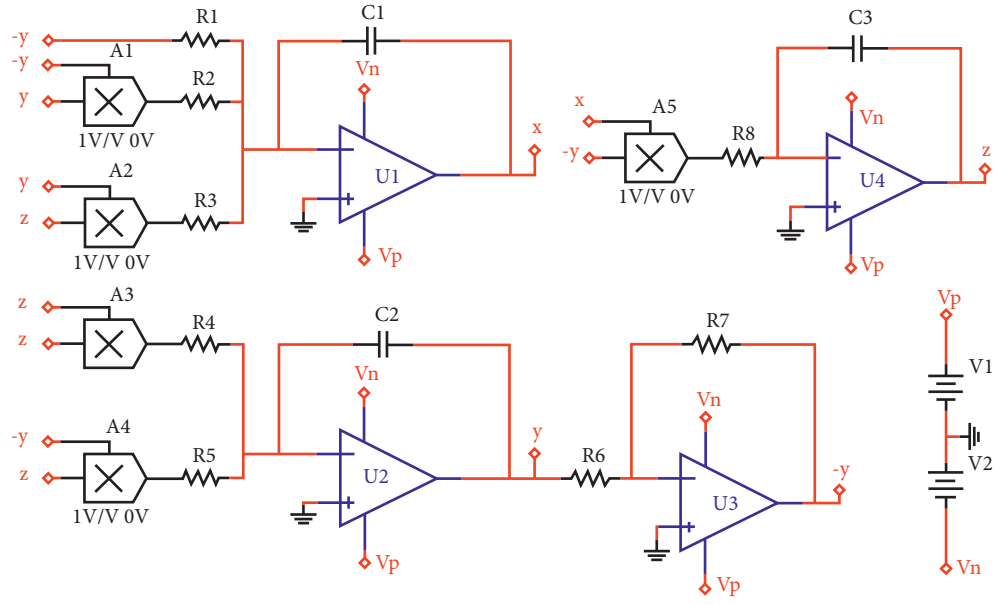 R1
C1
-y
A1
-y
R2
y
Vn
1V/V 0V
x
U1
A2
y
R3
z
1V/V 0V
Vp
C3
Vn
x
A5
R8
-y
z
U4
1V/V 0V
Vp
A3
z
R4
z
C2
Vn
A4
-y
R5
z
1V/V 0V
y
U2
Vp
R7
R6
Vn
-y
U3
Vp
Vp
V1
V2
Vn